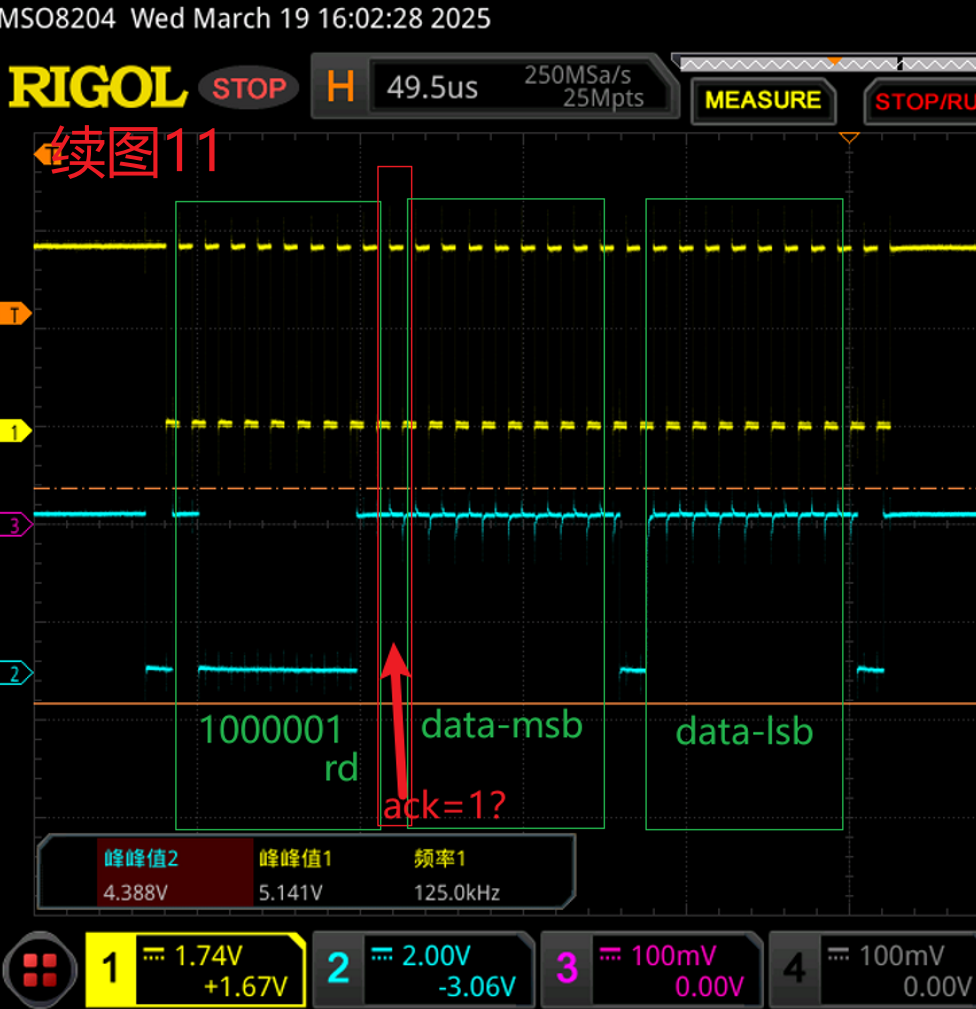 MSO8204 Wed March 19 16:02:28 2025
RIGOL STOP H 49.5us 250MSa/s 25Mpts MEASURE STOP/RU
续图11
T
T
1
3
2
1000001 data-msb data-lsb
rd
ack=1?
峰峰值2 峰峰值1 频率1
4.388V 5.141V 125.0kHz
1 1.74V 2 2.00V 3 100mV 4 100mV
+1.67V -3.06V 0.00V 0.00V